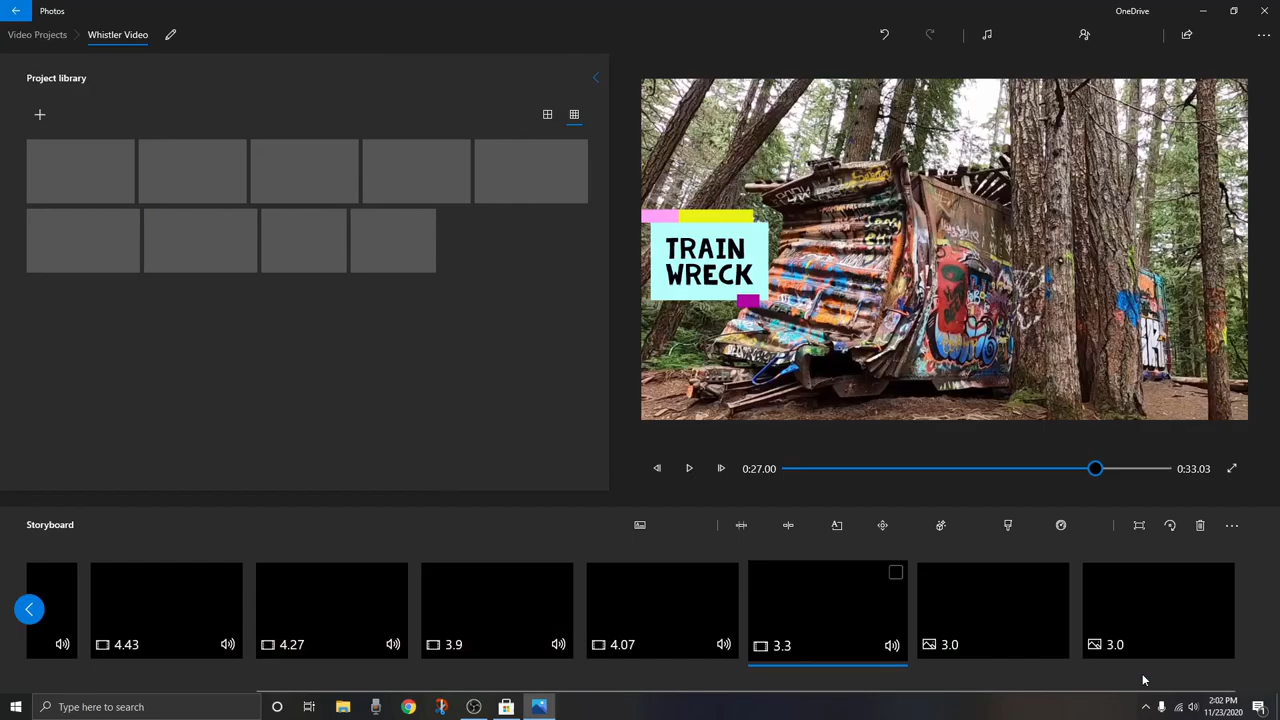 Photos
OneDrive
Video Projects
Whistler Video
Project library
TRAIN
WRECK
0:27.00
0:33.03
Storyboard
4.43
4.27
3.9
4.07
3.3
3.0
3.0
Type here to search
2:02 PM
11/23/2020